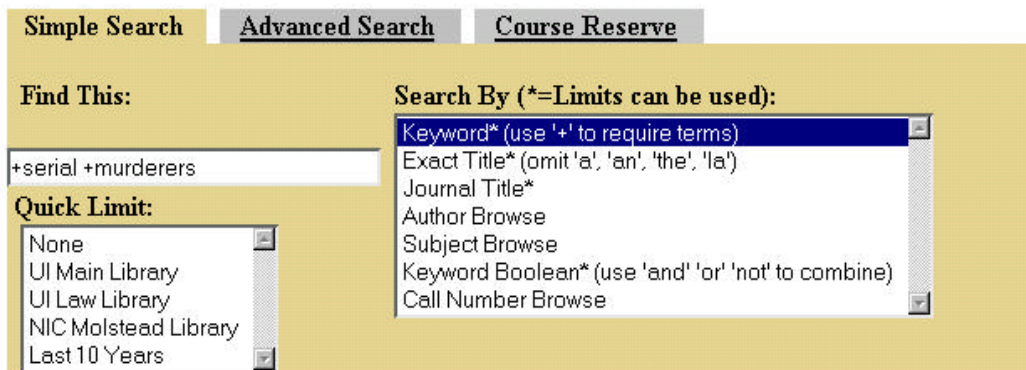 Simple Search Advanced Search Course Reserve
Find This:
+serial +murderers
Quick Limit:
None
UI Main Library
UI Law Library
NIC Molstead Library
Last 10 Years
Search By (*=Limits can be used):
Keyword* (use '+' to require terms)
Exact Title* (omit 'a', 'an', 'the', 'la')
Journal Title*
Author Browse
Subject Browse
Keyword Boolean* (use 'and' 'or' 'not' to combine)
Call Number Browse